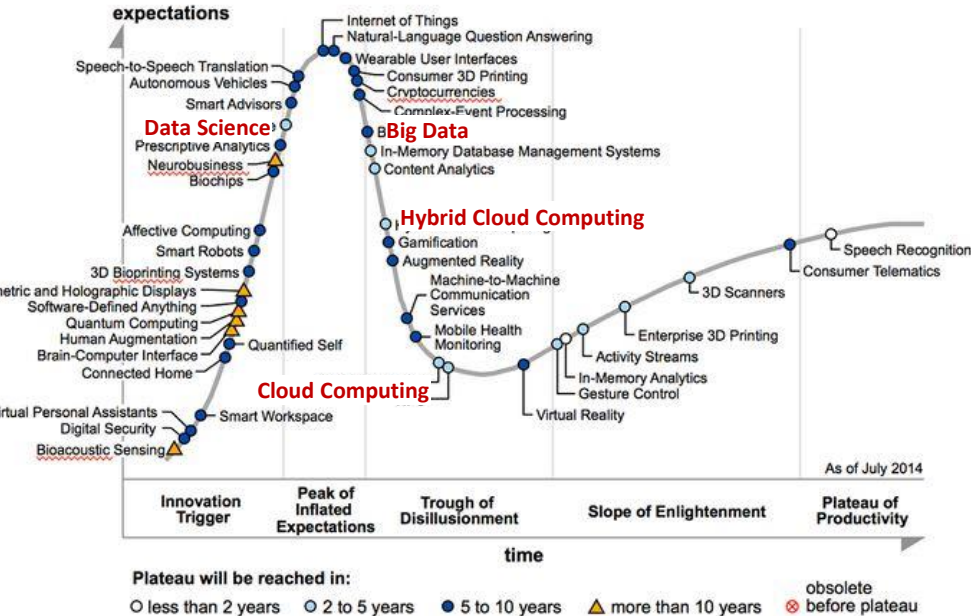 expectations
Internet of Things
Natural-Language Question Answering
Wearable User Interfaces
Speech-to-Speech Translation
Consumer 3D Printing
Autonomous Vehicles
Cryptocurrencies
Smart Advisors
Complex-Event Processing
Data Science
Big Data
Prescriptive Analytics
In-Memory Database Management Systems
Neurobusiness
Content Analytics
Biochips
Hybrid Cloud Computing
Affective Computing
Gamification
Smart Robots
Augmented Reality
3D Bioprinting Systems
Machine-to-Machine
Communication
Services
and Holographic Displays
Software-Defined Anything
Quantum Computing
Human Augmentation
Mobile Health
Monitoring
Brain-Computer Interface
Quantified Self
Connected Home
Cloud Computing
3D Scanners
Consumer Telematics
Speech Recognition
Enterprise 3D Printing
Activity Streams
In-Memory Analytics
Gesture Control
Virtual Reality
Personal Assistants
Smart Workspace
Digital Security
Bioacoustic Sensing
As of July 2014
Innovation
Trigger
Peak of
Inflated
Expectations
Trough of
Disillusionment
Slope of Enlightenment
Plateau of
Productivity
time
Plateau will be reached in:
less than 2 years
2 to 5 years
5 to 10 years
more than 10 years
obsolete
before plateau